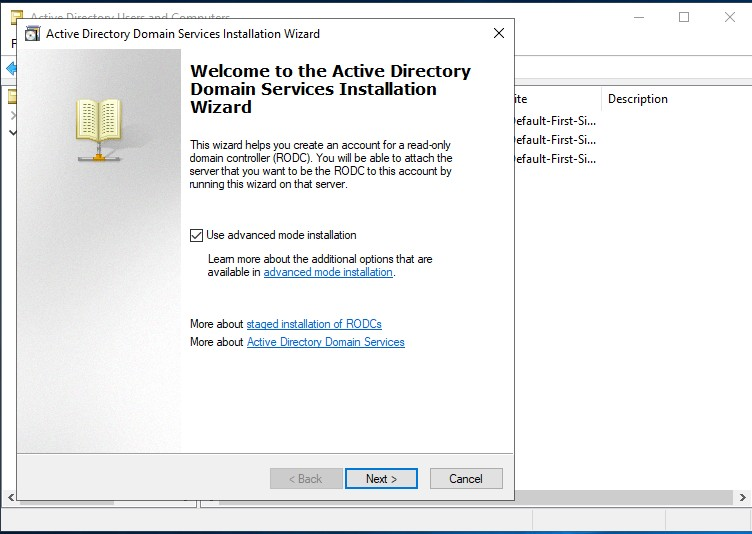 Active Directory Users and Computers
F
Active Directory Domain Services Installation Wizard
Welcome to the Active Directory
Domain Services Installation
Wizard
This wizard helps you create an account for a read-only
domain controller (RODC). You will be able to attach the
server that you want to be the RODC to this account by
running this wizard on that server.
Use advanced mode installation
Learn more about the additional options that are
available in advanced mode installation.
More about staged installation of RODCs
More about Active Directory Domain Services
< Back
Next >
Cancel
ite
Description
Default-First-Si...
Default-First-Si...
Default-First-Si...